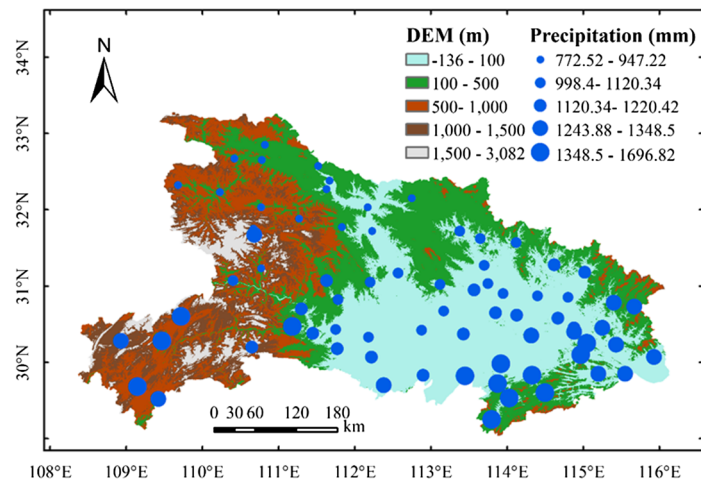 N
DEM (m)
-136 - 100
100 - 500
500- 1,000
1,000 - 1,500
1,500 - 3,082
Precipitation (mm)
772.52 - 947.22
998.4- 1120.34
1120.34- 1220.42
1243.88 - 1348.5
1348.5 - 1696.82
34°N
33°N
32°N
31°N
30°N
0 30 60 120 180
km
108°E 109°E 110°E 111°E 112°E 113°E 114°E 115°E 116°E